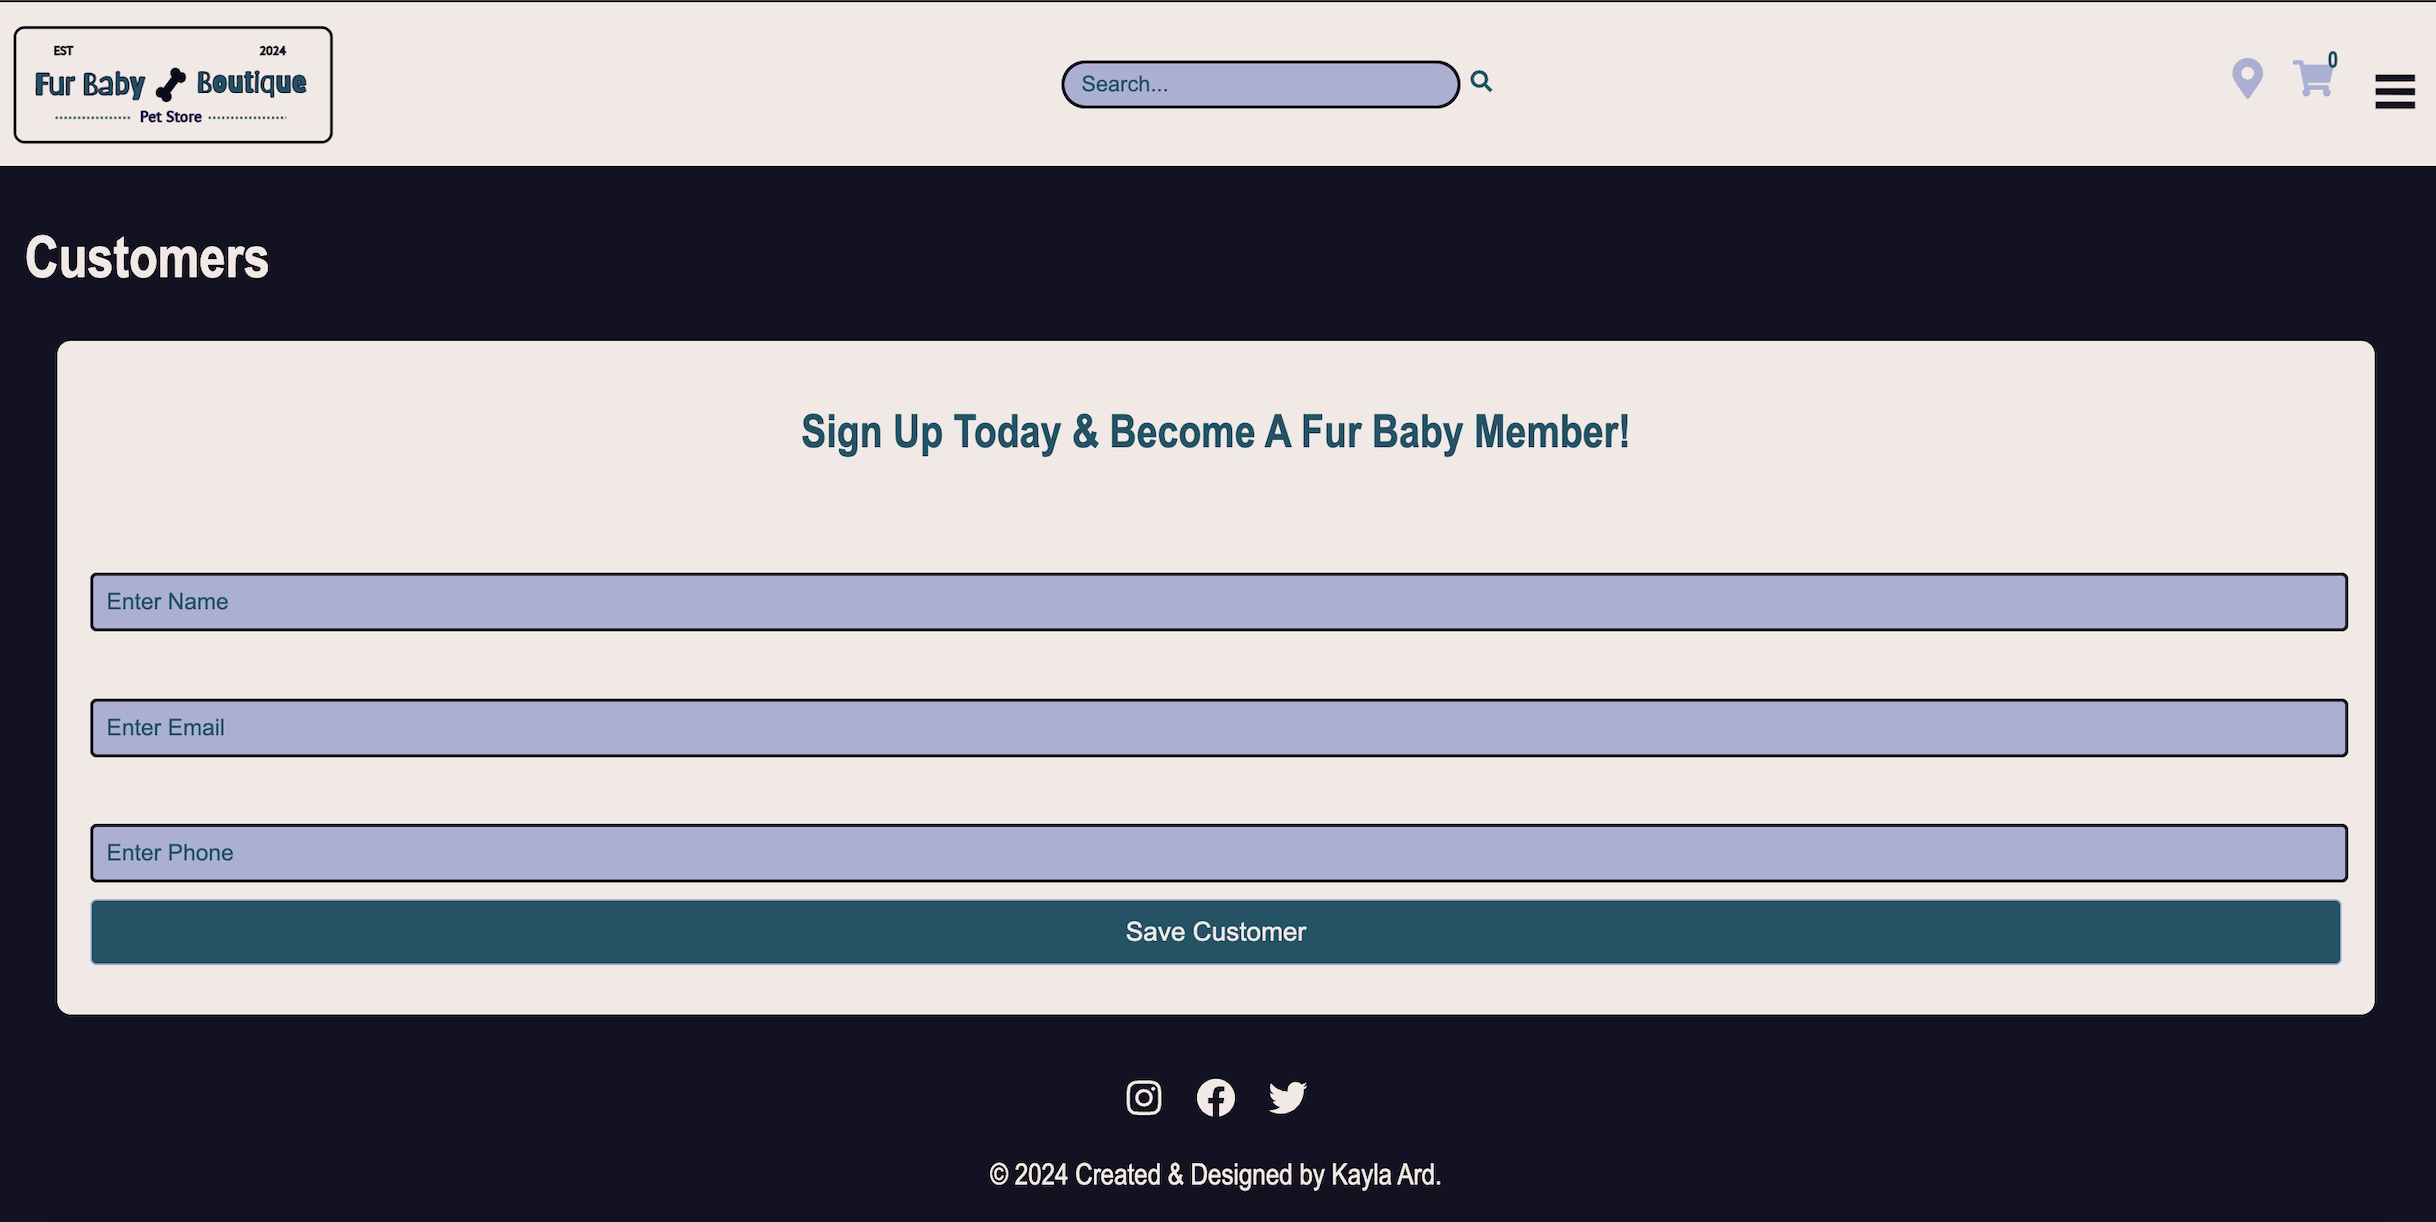 EST 2024
Fur Baby Boutique
Pet Store
Search...
0
Customers
Sign Up Today & Become A Fur Baby Member!
Enter Name
Enter Email
Enter Phone
Save Customer
© 2024 Created & Designed by Kayla Ard.